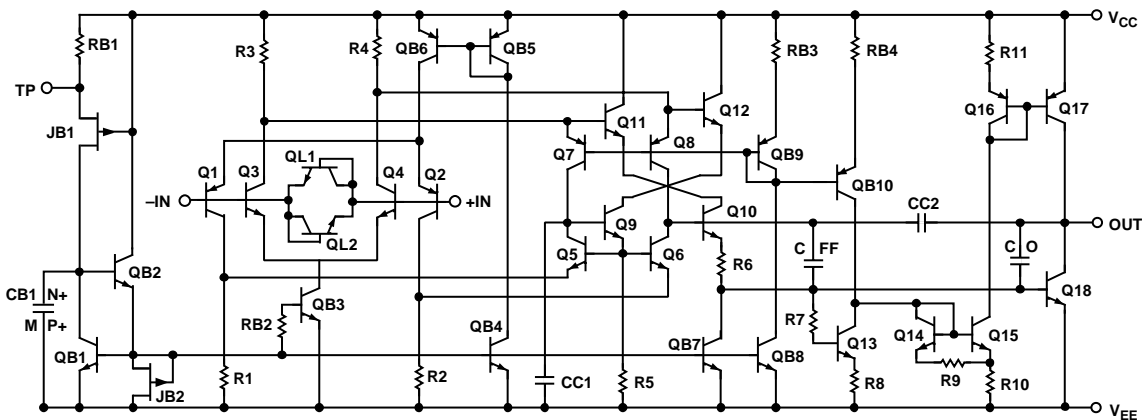 V_CC
RB1
R3
R4
QB6
QB5
RB3
RB4
R11
TP
Q12
Q16
Q17
JB1
Q11
Q7
Q8
QB9
Q1
Q3
QL1
Q4
Q2
QB10
–IN
+IN
CC2
QL2
Q9
Q10
OUT
QB2
Q5
Q6
R6
C FF
C O
CB1 N+
M P+
QB3
Q18
RB2
R7
QB1
QB4
QB7
QB8
Q13
Q14
Q15
JB2
R1
R2
CC1
R5
R8
R9
R10
V_EE